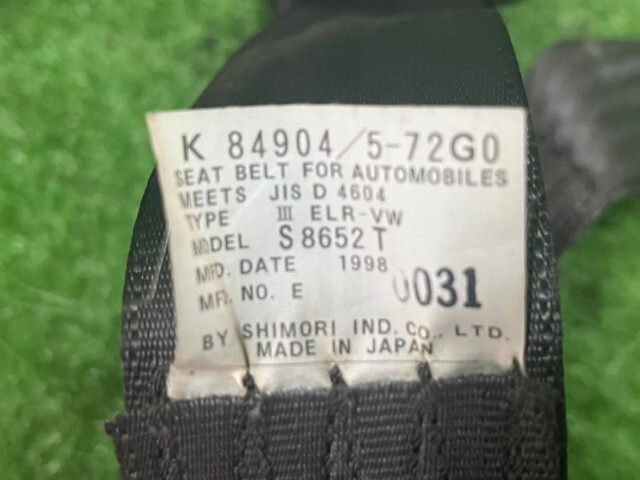 K 84904/5-72G0
SEAT BELT FOR AUTOMOBILES
MEETS JIS D 4604
TYPE III ELR-VW
MODEL S8652T
MFD. DATE 1998
MFD. NO. E 0031
BY SHIMORI IND. CO., LTD.
MADE IN JAPAN